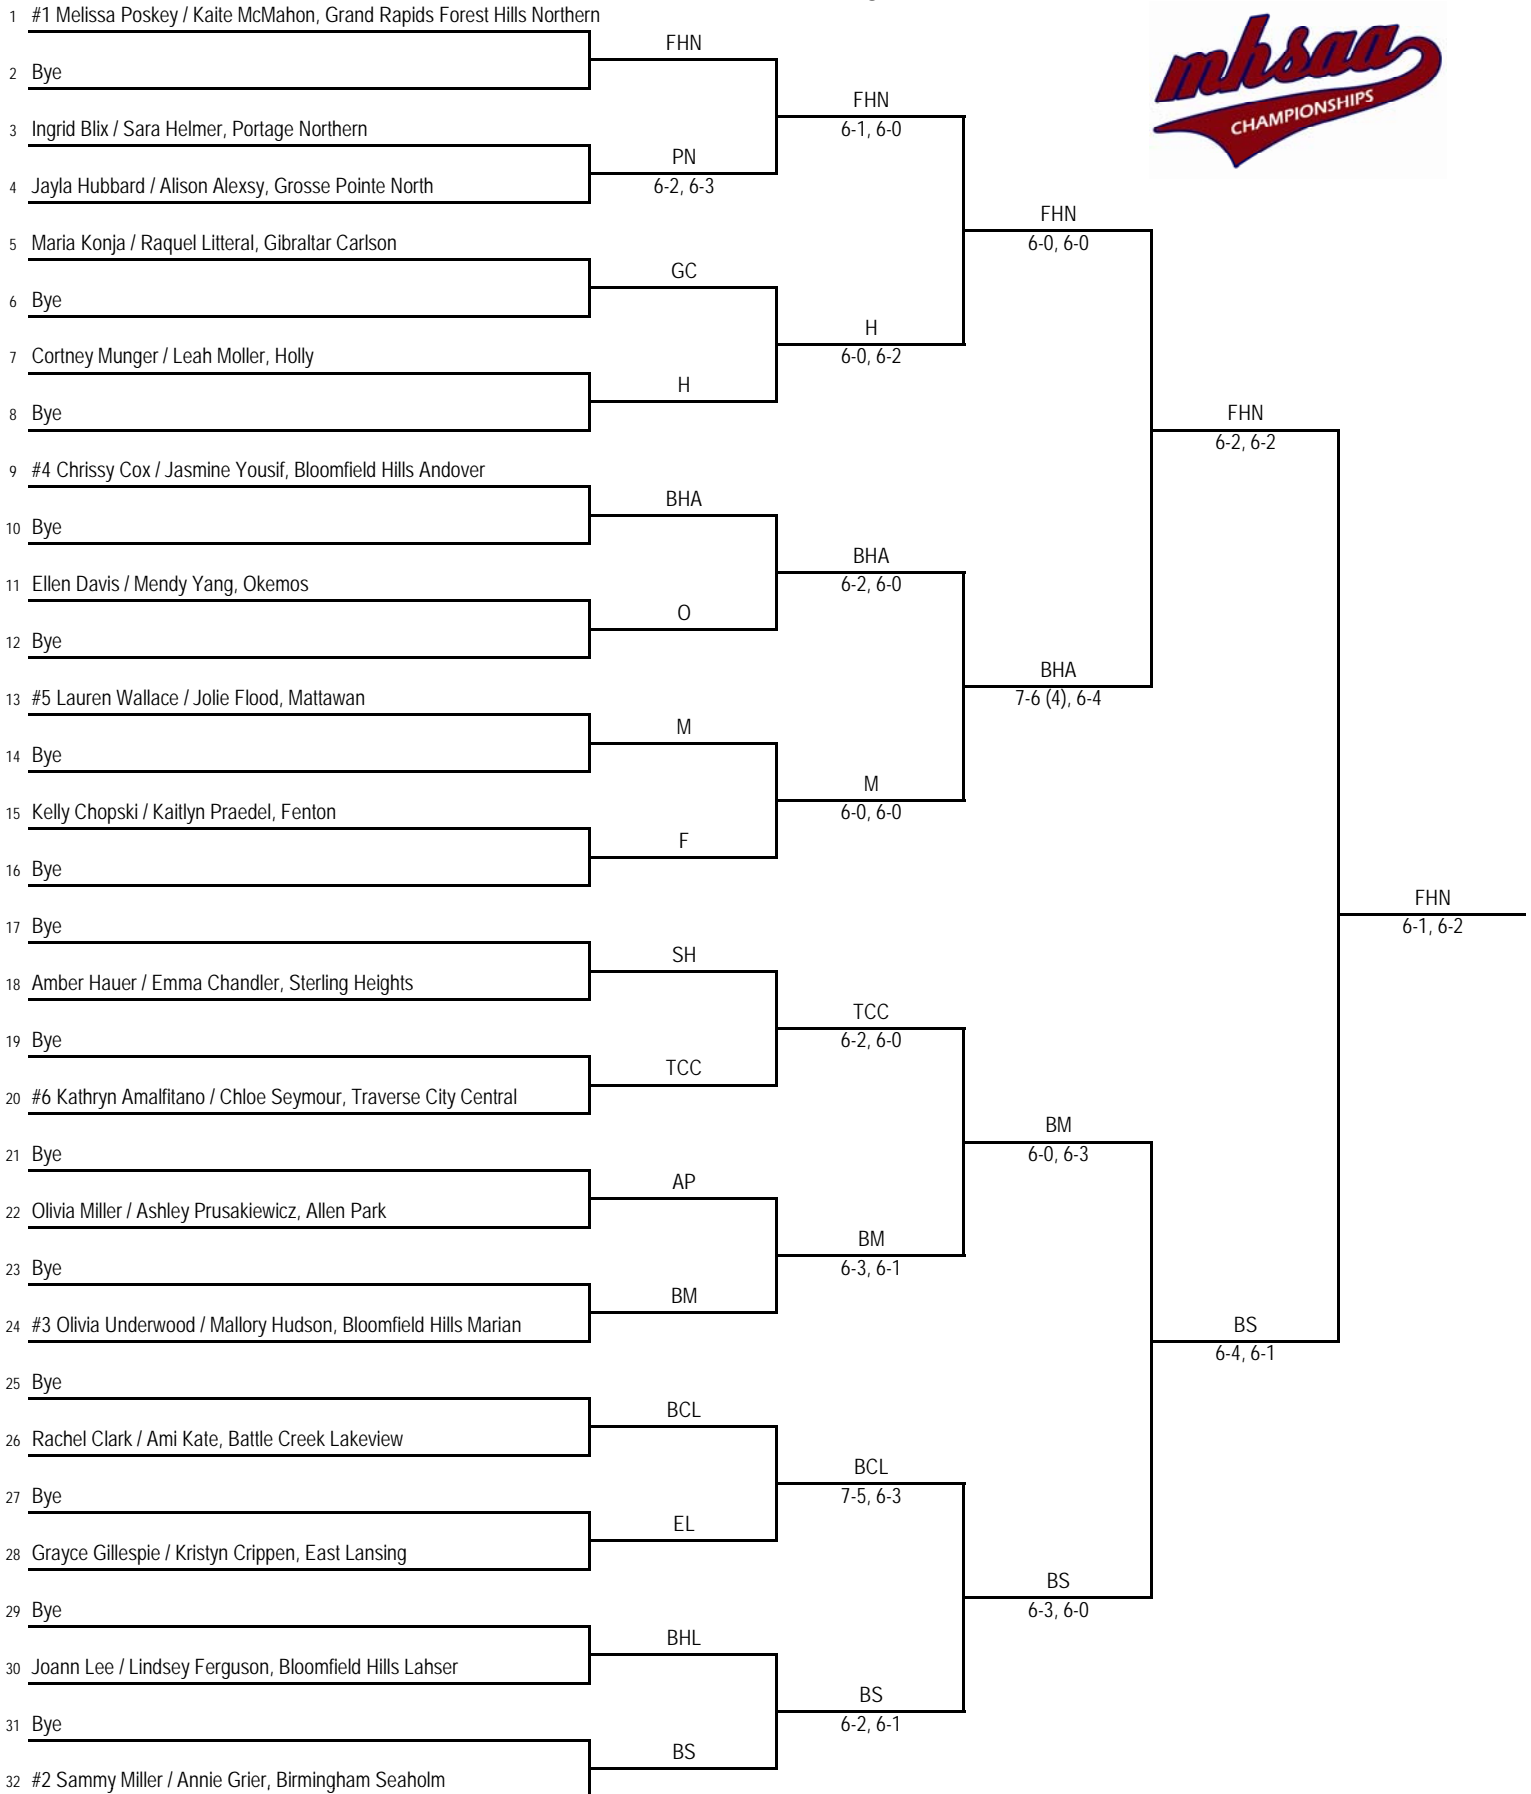 1 #1 Melissa Poskey / Kaite McMahon, Grand Rapids Forest Hills Northern
FHN
2 Bye
FHN
6-1, 6-0
3 Ingrid Blix / Sara Helmer, Portage Northern
PN
6-2, 6-3
4 Jayla Hubbard / Alison Alexsy, Grosse Pointe North
FHN
6-0, 6-0
5 Maria Konja / Raquel Litteral, Gibraltar Carlson
GC
6 Bye
H
6-0, 6-2
7 Cortney Munger / Leah Moller, Holly
H
8 Bye
FHN
6-2, 6-2
9 #4 Chrissy Cox / Jasmine Yousif, Bloomfield Hills Andover
BHA
10 Bye
BHA
6-2, 6-0
11 Ellen Davis / Mendy Yang, Okemos
O
12 Bye
BHA
7-6 (4), 6-4
13 #5 Lauren Wallace / Jolie Flood, Mattawan
M
14 Bye
M
6-0, 6-0
15 Kelly Chopski / Kaitlyn Praedel, Fenton
F
16 Bye
FHN
6-1, 6-2
17 Bye
SH
18 Amber Hauer / Emma Chandler, Sterling Heights
TCC
6-2, 6-0
19 Bye
TCC
20 #6 Kathryn Amalfitano / Chloe Seymour, Traverse City Central
BM
6-0, 6-3
21 Bye
AP
22 Olivia Miller / Ashley Prusakiewicz, Allen Park
BM
6-3, 6-1
23 Bye
BM
24 #3 Olivia Underwood / Mallory Hudson, Bloomfield Hills Marian
BS
6-4, 6-1
25 Bye
BCL
26 Rachel Clark / Ami Kate, Battle Creek Lakeview
BCL
7-5, 6-3
27 Bye
EL
28 Grayce Gillespie / Kristyn Crippen, East Lansing
BS
6-3, 6-0
29 Bye
BHL
30 Joann Lee / Lindsey Ferguson, Bloomfield Hills Lahser
BS
6-2, 6-1
31 Bye
BS
32 #2 Sammy Miller / Annie Grier, Birmingham Seaholm
mhsaa
CHAMPIONSHIPS